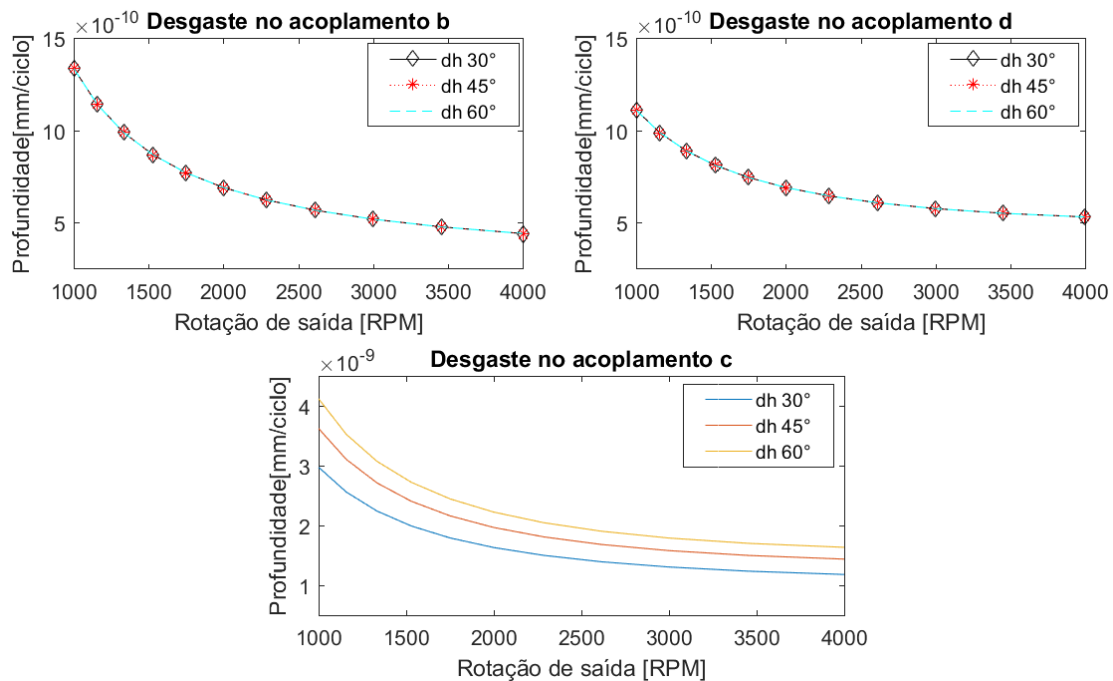 ×10⁻¹⁰
Desgaste no acoplamento b
15
10
5
Profundidade[mm/ciclo]
dh 30°
dh 45°
dh 60°
1000 1500 2000 2500 3000 3500 4000
Rotação de saída [RPM]
×10⁻¹⁰
Desgaste no acoplamento d
15
10
5
Profundidade[mm/ciclo]
dh 30°
dh 45°
dh 60°
1000 1500 2000 2500 3000 3500 4000
Rotação de saída [RPM]
×10⁻⁹
Desgaste no acoplamento c
4
3
2
1
Profundidade[mm/ciclo]
dh 30°
dh 45°
dh 60°
1000 1500 2000 2500 3000 3500 4000
Rotação de saída [RPM]